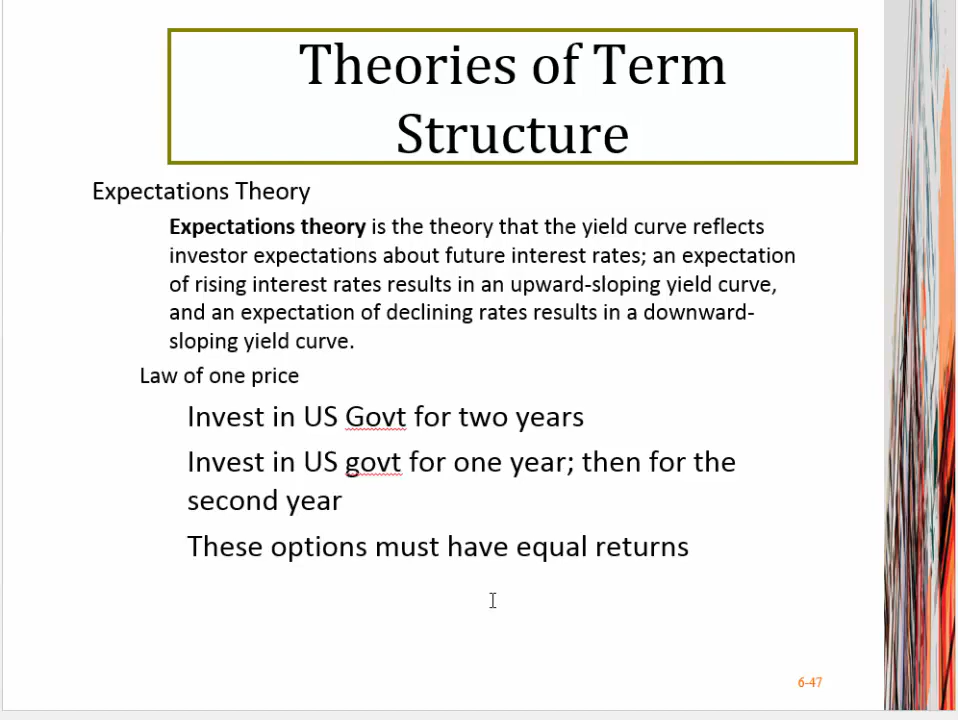 Theories of Term
Structure
Expectations Theory
Expectations theory is the theory that the yield curve reflects
investor expectations about future interest rates; an expectation
of rising interest rates results in an upward-sloping yield curve,
and an expectation of declining rates results in a downward-
sloping yield curve.
Law of one price
Invest in US Govt for two years
Invest in US govt for one year; then for the
second year
These options must have equal returns
6-47